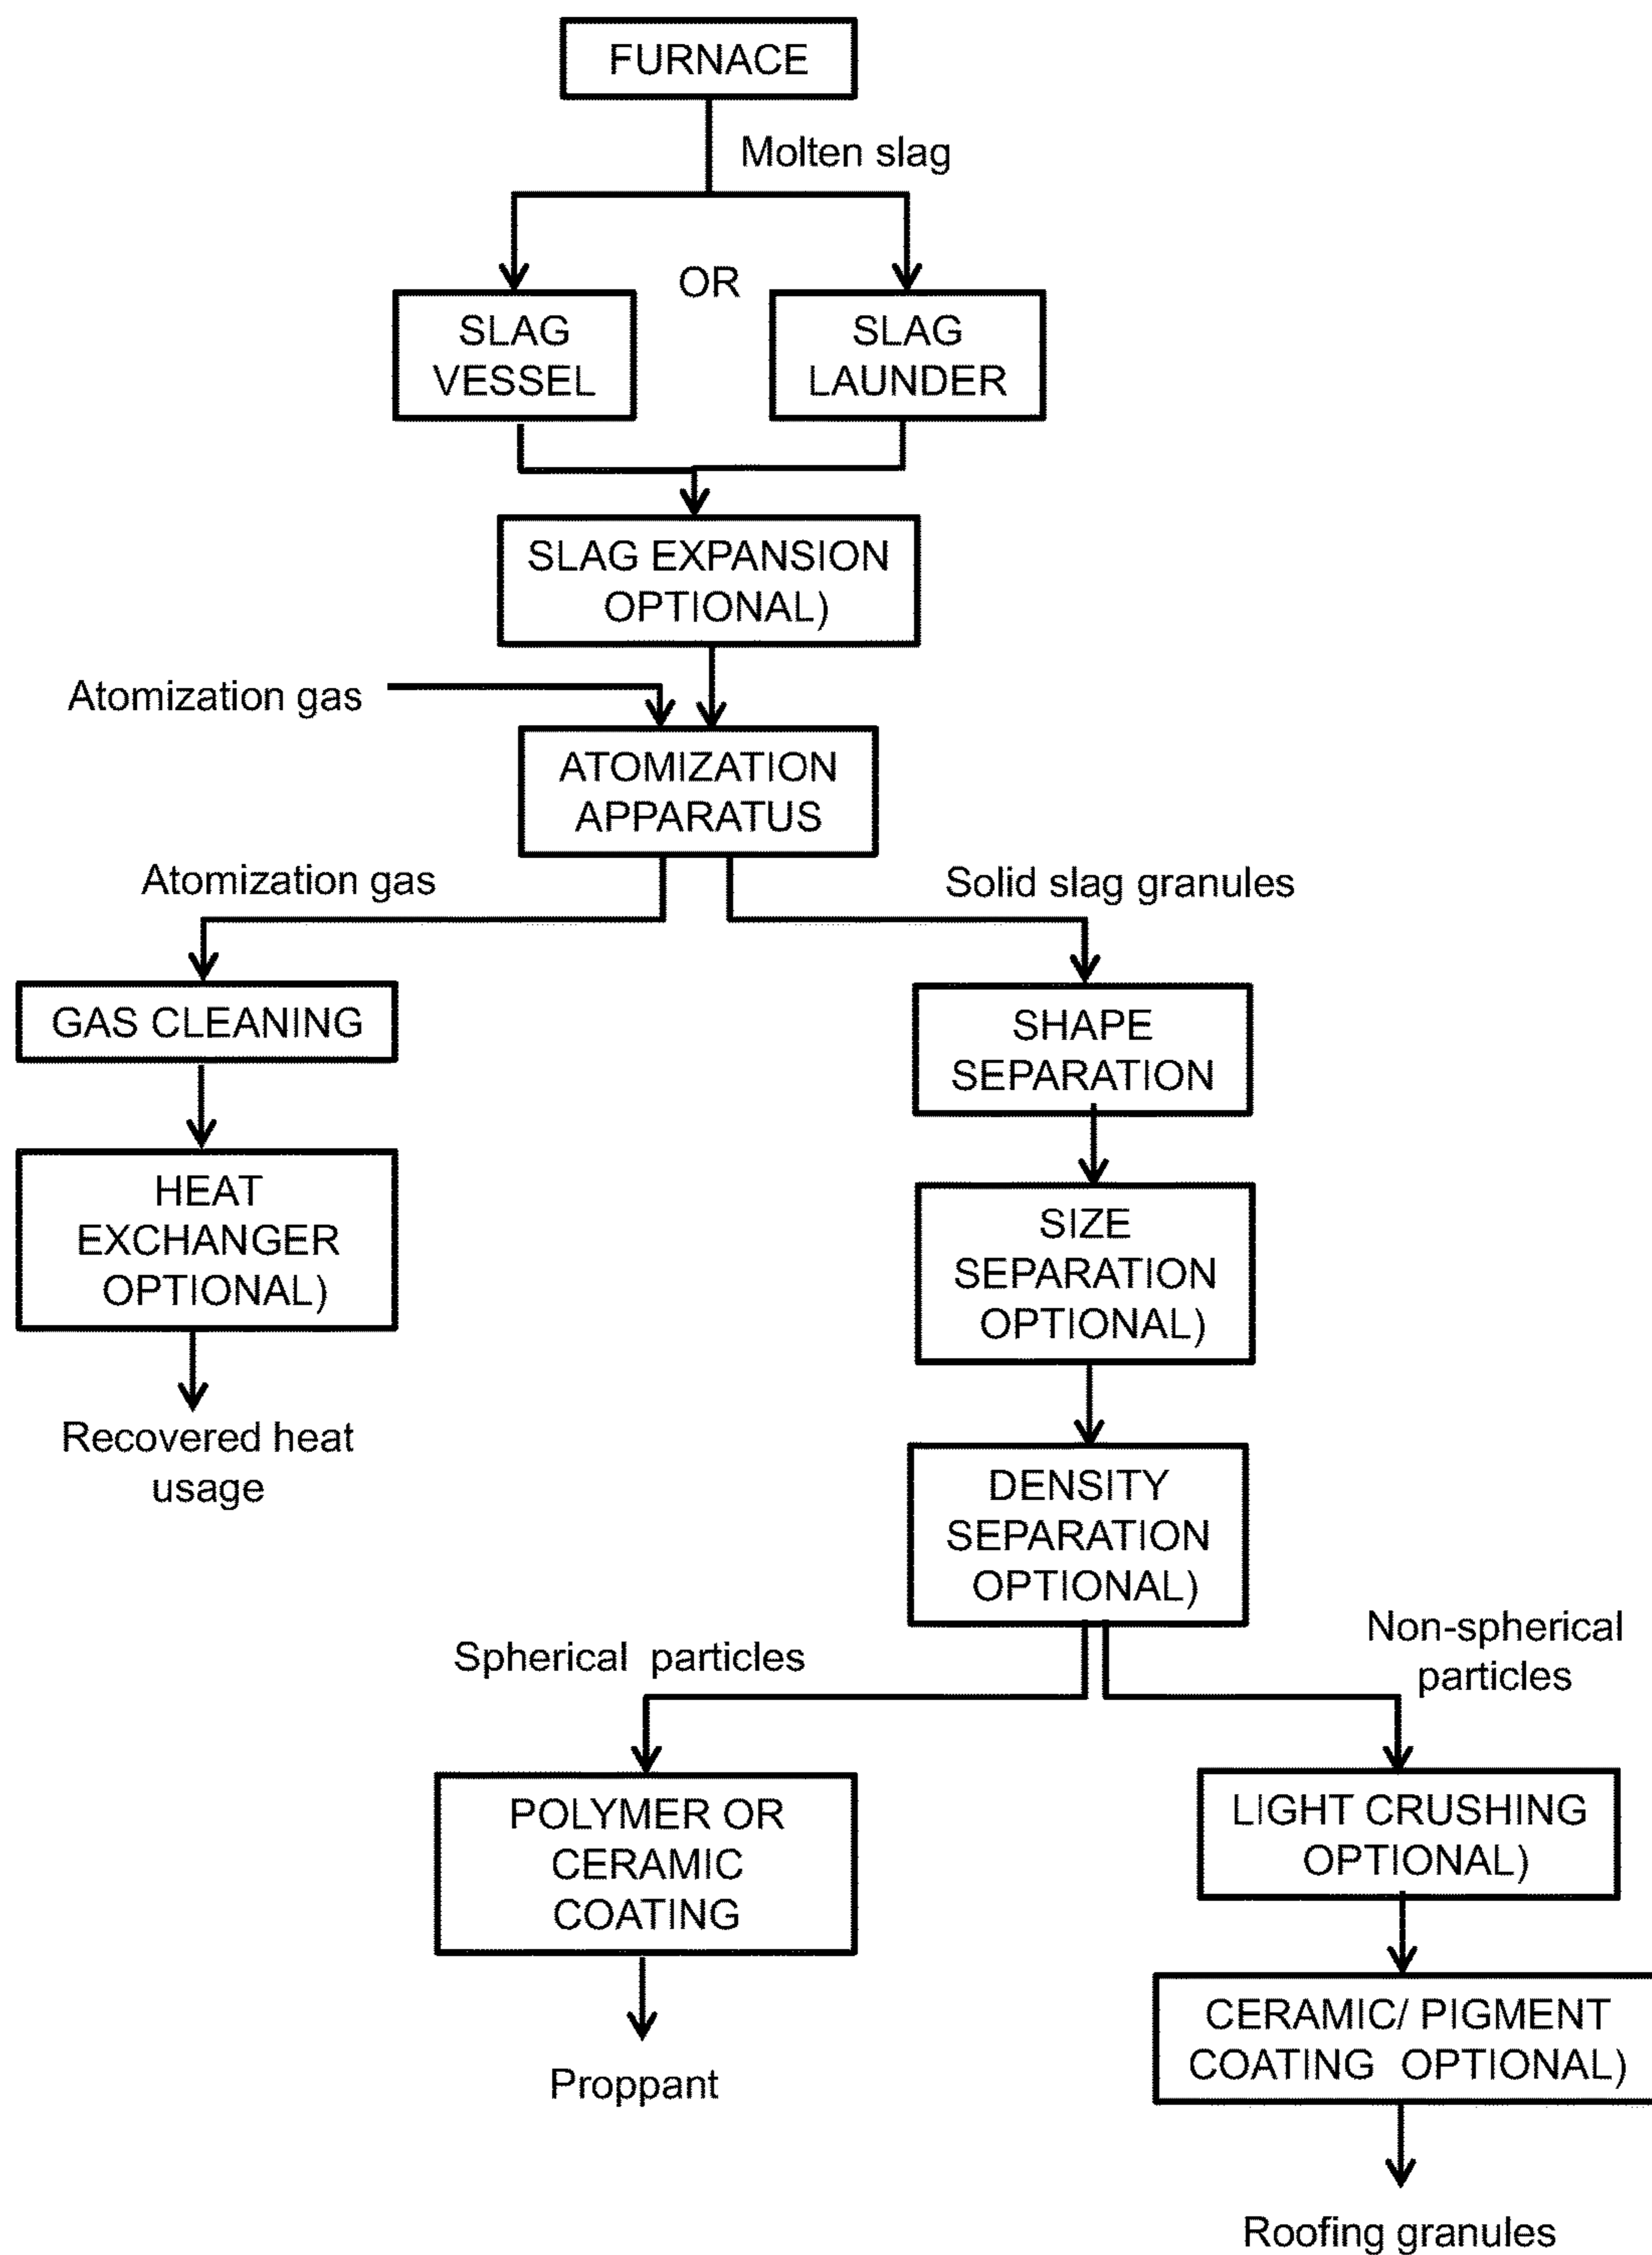 FURNACE
Molten slag
OR
SLAG
VESSEL
SLAG
LAUNDER
SLAG EXPANSION
OPTIONAL)
Atomization gas
ATOMIZATION
APPARATUS
Atomization gas
Solid slag granules
GAS CLEANING
SHAPE
SEPARATION
HEAT
EXCHANGER
OPTIONAL)
SIZE
SEPARATION
OPTIONAL)
Recovered heat
usage
DENSITY
SEPARATION
OPTIONAL)
Spherical particles
Non-spherical
particles
POLYMER OR
CERAMIC
COATING
LIGHT CRUSHING
OPTIONAL)
Proppant
CERAMIC/ PIGMENT
COATING OPTIONAL)
Roofing granules